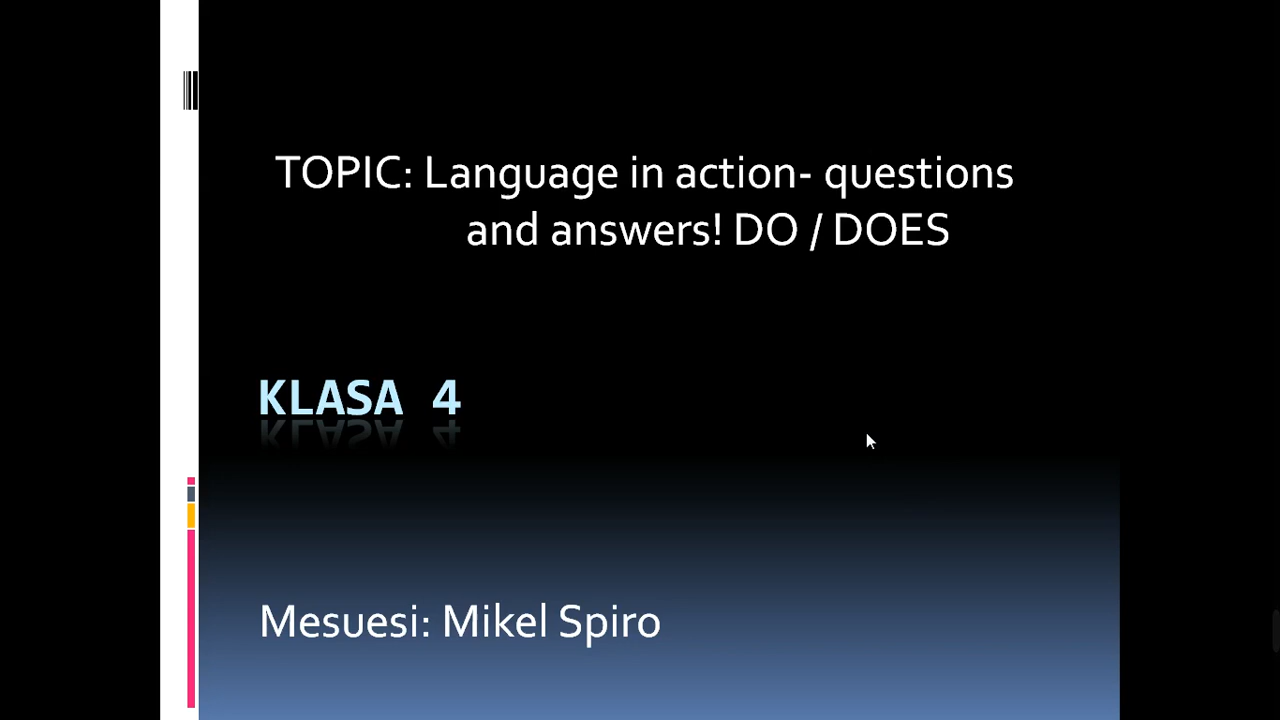 TOPIC: Language in action- questions
and answers! DO / DOES
KLASA 4
Mesuesi: Mikel Spiro